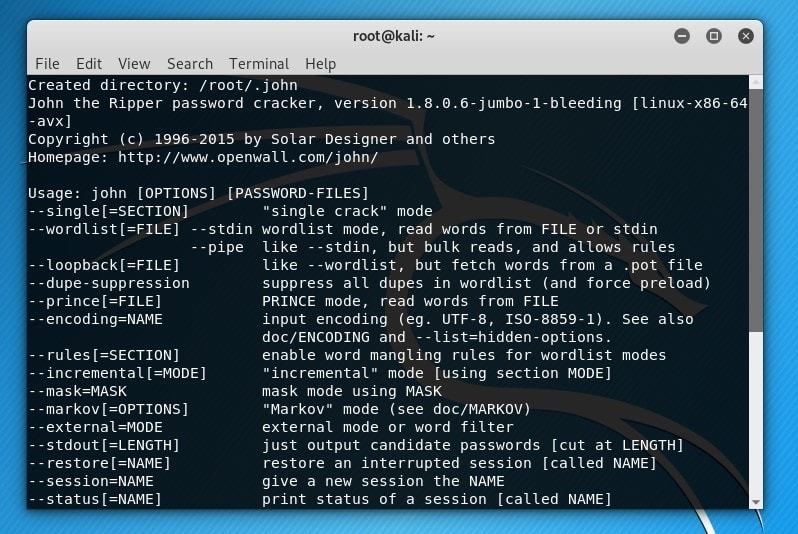 root@kali: ~
File Edit View Search Terminal Help
Created directory: /root/.john
John the Ripper password cracker, version 1.8.0.6-jumbo-1-bleeding [linux-x86-64
-avx]
Copyright (c) 1996-2015 by Solar Designer and others
Homepage: http://www.openwall.com/john/

Usage: john [OPTIONS] [PASSWORD-FILES]
--single[=SECTION]        "single crack" mode
--wordlist[=FILE] --stdin wordlist mode, read words from FILE or stdin
                  --pipe  like --stdin, but bulk reads, and allows rules
--loopback[=FILE]         like --wordlist, but fetch words from a .pot file
--dupe-suppression        suppress all dupes in wordlist (and force preload)
--prince[=FILE]           PRINCE mode, read words from FILE
--encoding=NAME           input encoding (eg. UTF-8, ISO-8859-1). See also
                          doc/ENCODING and --list=hidden-options.
--rules[=SECTION]         enable word mangling rules for wordlist modes
--incremental[=MODE]      "incremental" mode [using section MODE]
--mask=MASK               mask mode using MASK
--markov[=OPTIONS]        "Markov" mode (see doc/MARKOV)
--external=MODE           external mode or word filter
--stdout[=LENGTH]         just output candidate passwords [cut at LENGTH]
--restore[=NAME]          restore an interrupted session [called NAME]
--session=NAME            give a new session the NAME
--status[=NAME]           print status of a session [called NAME]